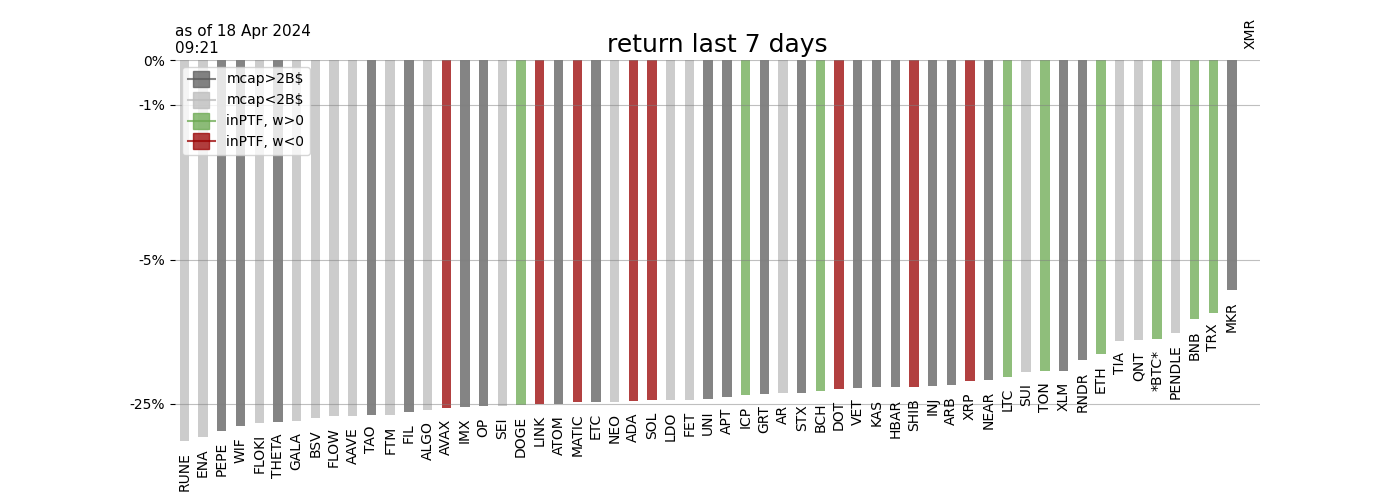 as of 18 Apr 2024
09:21
return last 7 days
XMR
0%
-1%
-5%
-25%
mcap>2B$
mcap<2B$
inPTF, w>0
inPTF, w<0
RUNE
ENA
PEPE
WIF
FLOKI
THETA
GALA
BSV
FLOW
AAVE
TAO
FTM
FIL
ALGO
AVAX
IMX
OP
SEI
DOGE
LINK
ATOM
MATIC
ETC
NEO
ADA
SOL
LDO
FET
UNI
APT
ICP
GRT
AR
STX
BCH
DOT
VET
KAS
HBAR
SHIB
INJ
ARB
XRP
NEAR
LTC
SUI
TON
XLM
RNDR
ETH
TIA
QNT
*BTC*
PENDLE
BNB
TRX
MKR